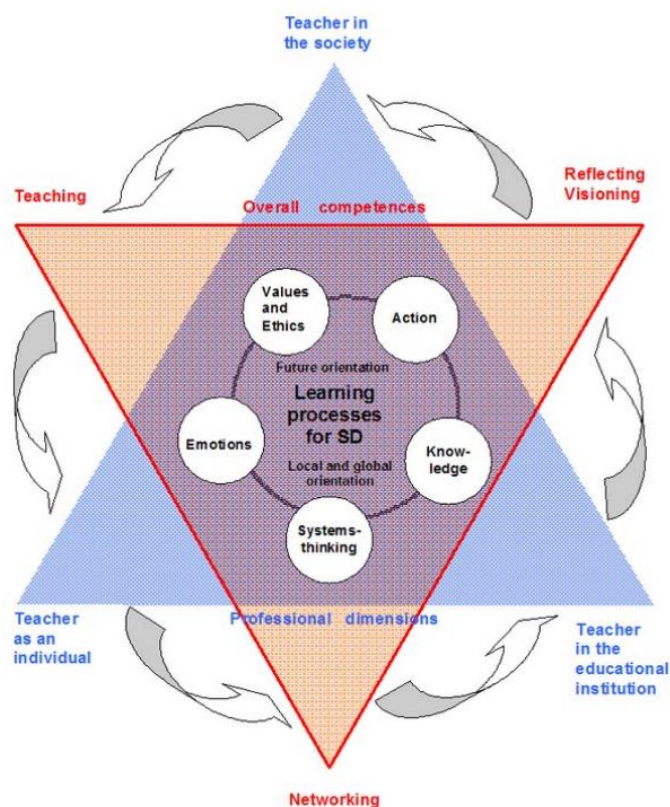 Teacher in
the society
Teaching
Reflecting
Visioning
Overall competences
Values
and
Ethics
Action
Future orientation
Learning
processes
for SD
Emotions
Know-
ledge
Local and global
orientation
Systems-
thinking
Teacher
as an
individual
Professional dimensions
Teacher
in the
educational
institution
Networking